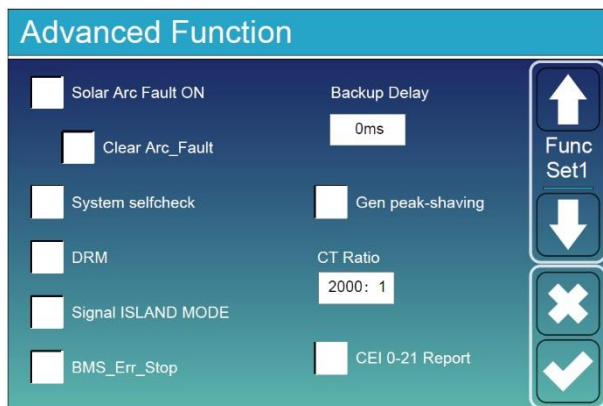 Advanced Function
Solar Arc Fault ON
Clear Arc_Fault
System selfcheck
DRM
Signal ISLAND MODE
BMS_Err_Stop
Backup Delay
0ms
Gen peak-shaving
CT Ratio
2000: 1
CEI 0-21 Report
Func
Set1